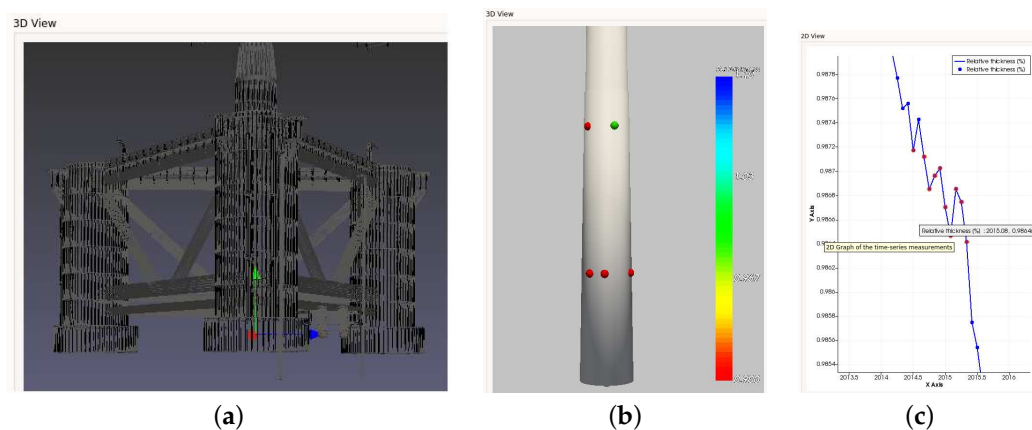 3D View
(a)
3D View
(b)
2D View
Relative thickness (%)
Relative thickness (%)
0.9878
0.9876
0.9874
0.9872
0.987
0.9868
0.9866
0.9862
0.986
0.9858
0.9856
0.9854
Y Axis
Relative thickness (%) : 2015.08, 0.9864
2D Graph of the time-series measurements
2013.5
2014
2014.5
2015
2015.5
2016
X Axis
(c)